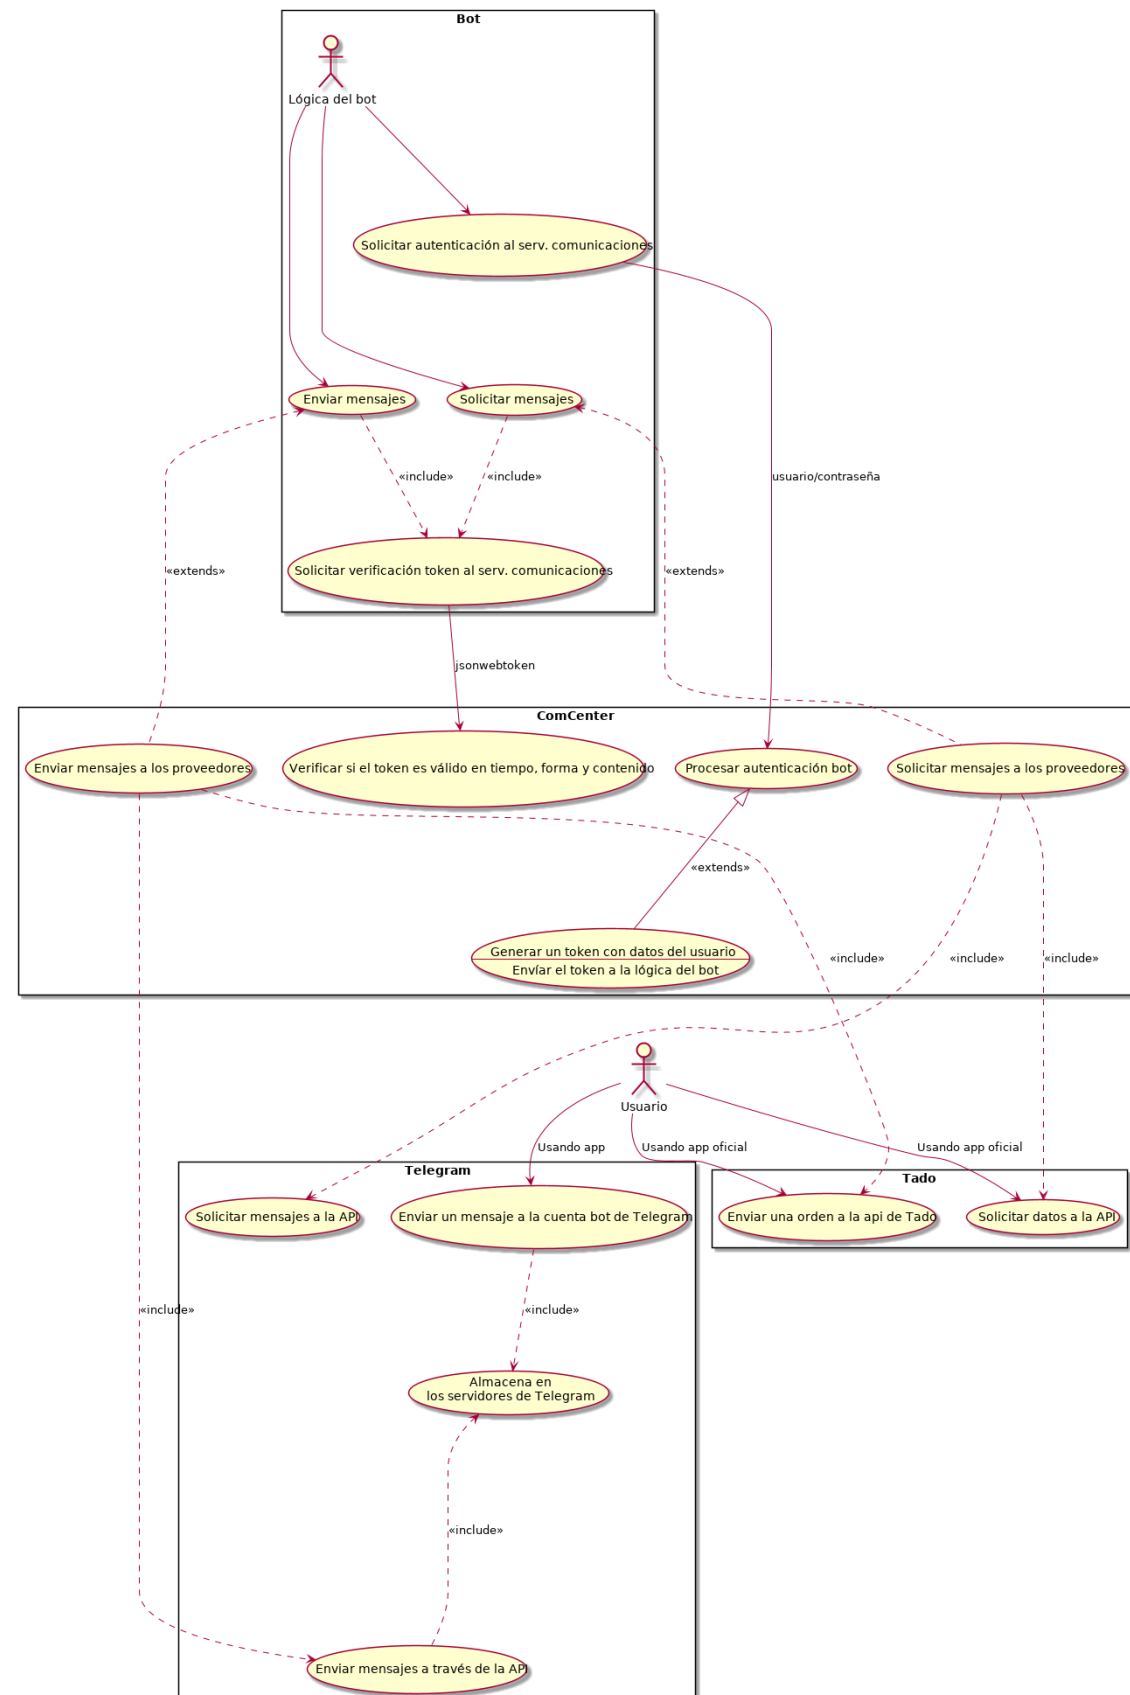 Bot
Lógica del bot
Solicitar autenticación al serv. comunicaciones
Enviar mensajes
Solicitar mensajes
usuario/contraseña
«include»
«include»
«extends»
Solicitar verificación token al serv. comunicaciones
«extends»
jsonwebtoken
ComCenter
Enviar mensajes a los proveedores
Verificar si el token es válido en tiempo, forma y contenido
Procesar autenticación bot
Solicitar mensajes a los proveedores
«extends»
Generar un token con datos del usuario
Envíar el token a la lógica del bot
«include»
«include»
«include»
Usuario
Usando app
Usando app oficial
Usando app oficial
Telegram
Tado
Solicitar mensajes a la API
Enviar un mensaje a la cuenta bot de Telegram
Enviar una orden a la api de Tado
Solicitar datos a la API
«include»
«include»
Almacena en
los servidores de Telegram
«include»
Enviar mensajes a través de la API